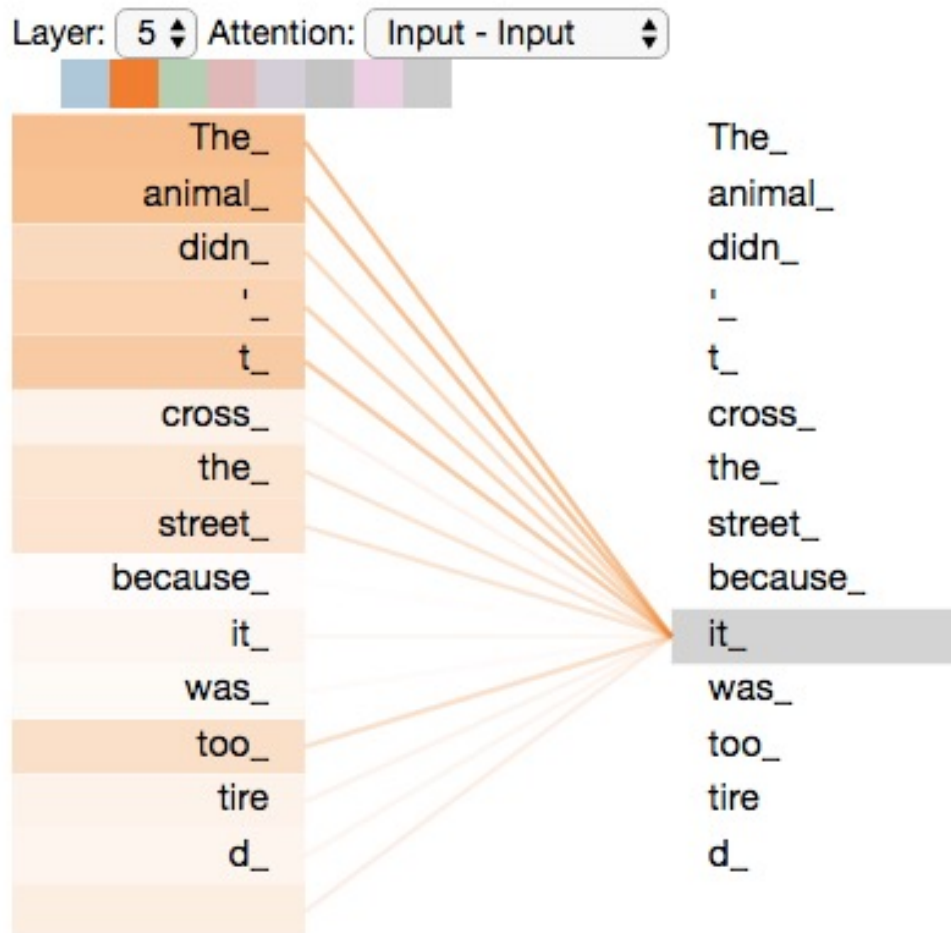 Layer: 5 Attention: Input - Input
The_ The_
animal_ animal_
didn_ didn_
'_ '_
t_ t_
cross_ cross_
the_ the_
street_ street_
because_ because_
it_ it_
was_ was_
too_ too_
tire tire
d_ d_